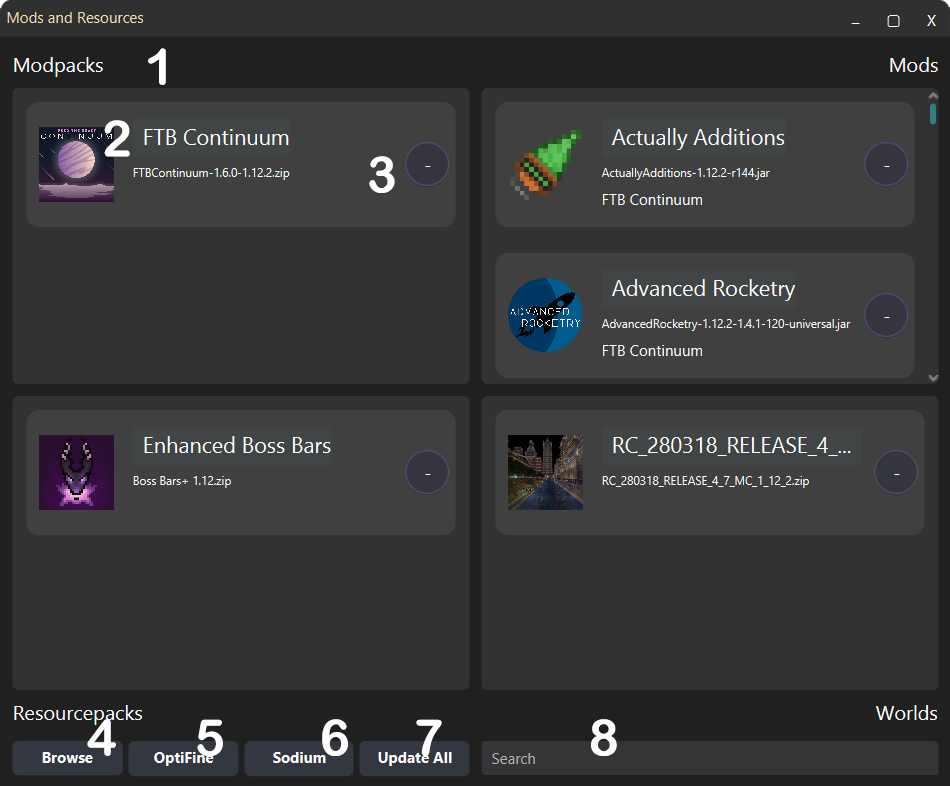 Mods and Resources
X
Modpacks
1
Mods
CONTINUUM
2
FTB Continuum
FTBContinuum-1.6.0-1.12.2.zip
3
-
Actually Additions
ActuallyAdditions-1.12.2-r144.jar
FTB Continuum
-
ADVANCED
ROCKETRY
Advanced Rocketry
AdvancedRocketry-1.12.2-1.4.1-120-universal.jar
FTB Continuum
-
Enhanced Boss Bars
Boss Bars+ 1.12.zip
-
RC_280318_RELEASE_4_...
RC_280318_RELEASE_4_7_MC_1_12_2.zip
-
Resourcepacks
Worlds
4
5
6
7
8
Browse
OptiFine
Sodium
Update All
Search